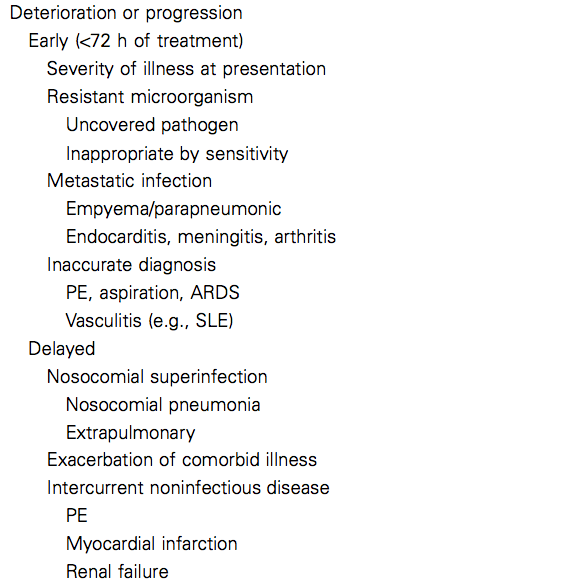 Deterioration or progression
Early (<72 h of treatment)
Severity of illness at presentation
Resistant microorganism
Uncovered pathogen
Inappropriate by sensitivity
Metastatic infection
Empyema/parapneumonic
Endocarditis, meningitis, arthritis
Inaccurate diagnosis
PE, aspiration, ARDS
Vasculitis (e.g., SLE)
Delayed
Nosocomial superinfection
Nosocomial pneumonia
Extrapulmonary
Exacerbation of comorbid illness
Intercurrent noninfectious disease
PE
Myocardial infarction
Renal failure